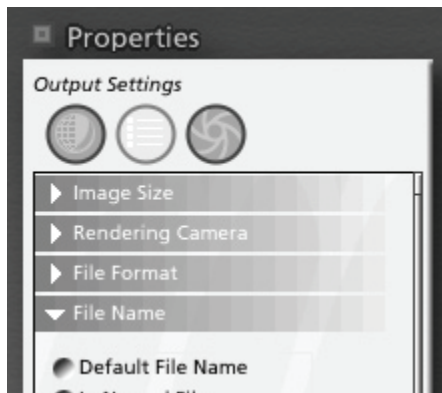 Properties
Output Settings
Image Size
Rendering Camera
File Format
File Name
Default File Name